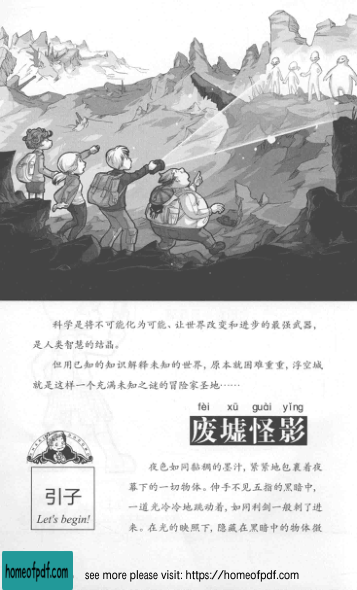 科学是将不可能化为可能、让世界改变和进步的最强武器，
是人类智慧的结晶。
但用已知的知识解释未知的世界，原本就困难重重，浮空城
就是这样一个充满未知之谜的冒险家圣地……
fèi xū guài yǐng
废墟怪影
引子
Let's begin!
夜色如同黏稠的墨汁，紧紧地包裹着夜
幕下的一切物体。伸手不见五指的黑暗中，
一道光冷冷地跳动着，如同利剑一般刺了进
来。在光的映照下，隐藏在黑暗中的物体微
homeofpdf.com
see more please visit: https://homeofpdf.com